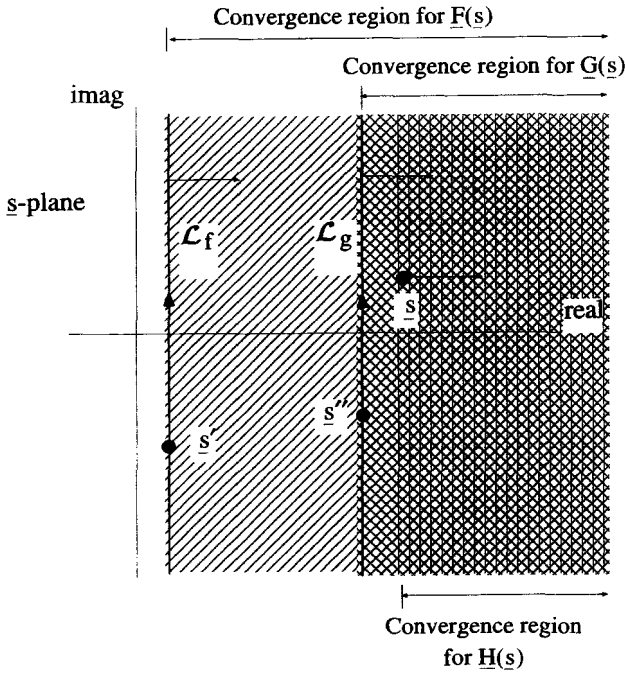 Convergence region for F(s)
Convergence region for G(s)
imag
s-plane
ℒf
ℒg
s
real
s′
s″
Convergence region
for H(s)